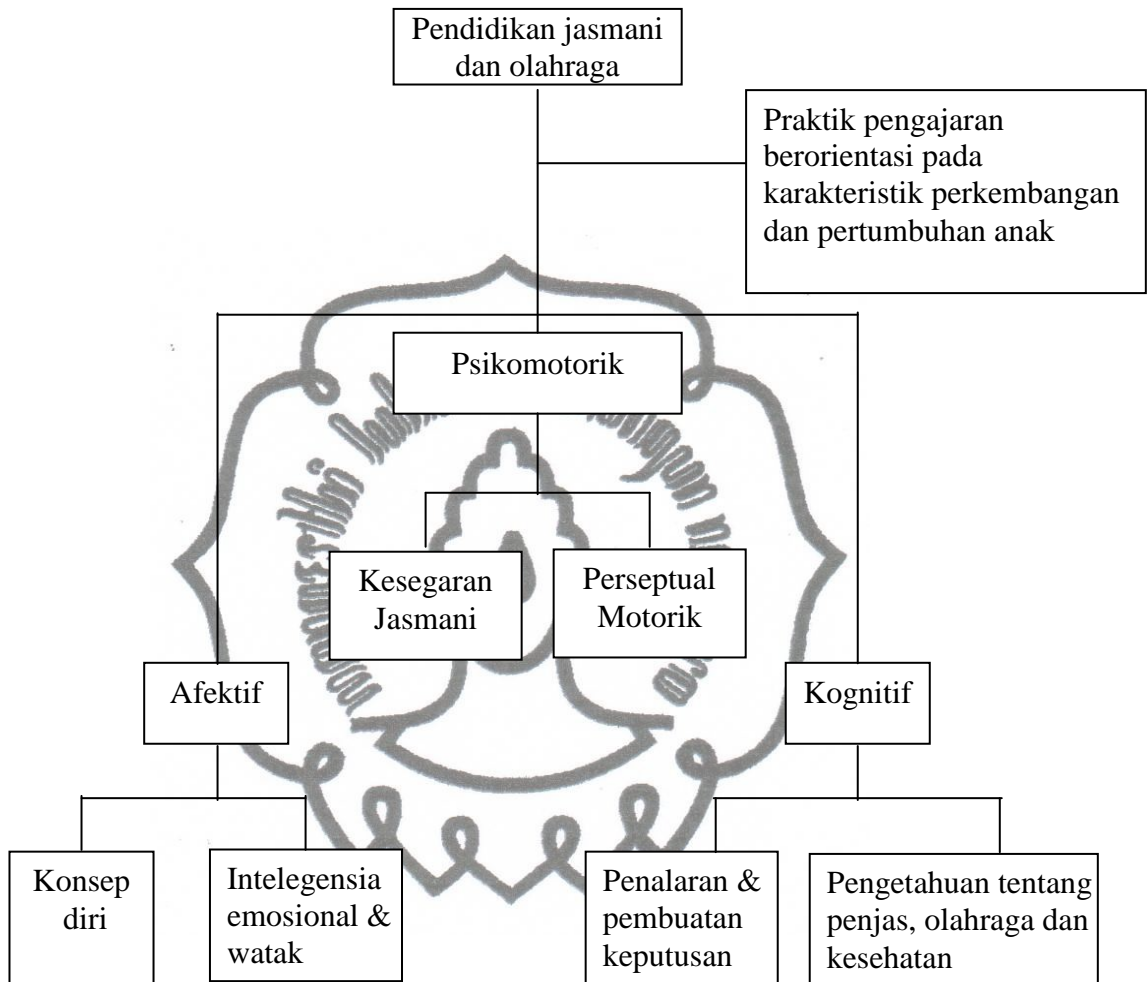 Pendidikan jasmani
dan olahraga
Praktik pengajaran
berorientasi pada
karakteristik perkembangan
dan pertumbuhan anak
Psikomotorik
Kesegaran
Jasmani
Perseptual
Motorik
Afektif
Kognitif
Konsep
diri
Intelegensia
emosional &
watak
Penalaran &
pembuatan
keputusan
Pengetahuan tentang
penjas, olahraga dan
kesehatan